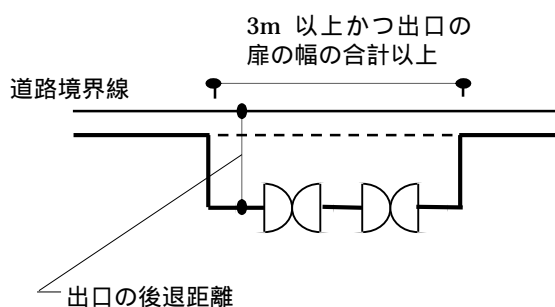 3m 以上かつ出口の
扉の幅の合計以上
道路境界線
出口の後退距離